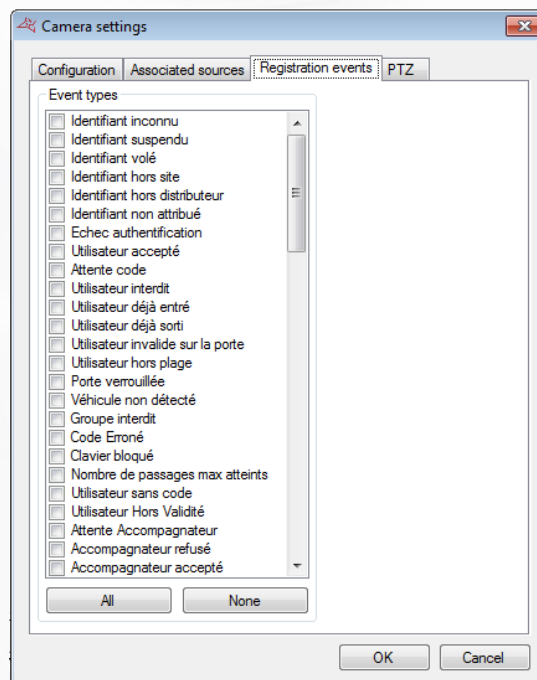 Camera settings
Configuration Associated sources Registration events PTZ
Event types
Identifiant inconnu
Identifiant suspendu
Identifiant volé
Identifiant hors site
Identifiant hors distributeur
Identifiant non attribué
Echec authentification
Utilisateur accepté
Attente code
Utilisateur interdit
Utilisateur déjà entré
Utilisateur déjà sorti
Utilisateur invalide sur la porte
Utilisateur hors plage
Porte verrouillée
Véhicule non détecté
Groupe interdit
Code Erroné
Clavier bloqué
Nombre de passages max atteints
Utilisateur sans code
Utilisateur Hors Validité
Attente Accompagnateur
Accompagnateur refusé
Accompagnateur accepté
All None
OK Cancel